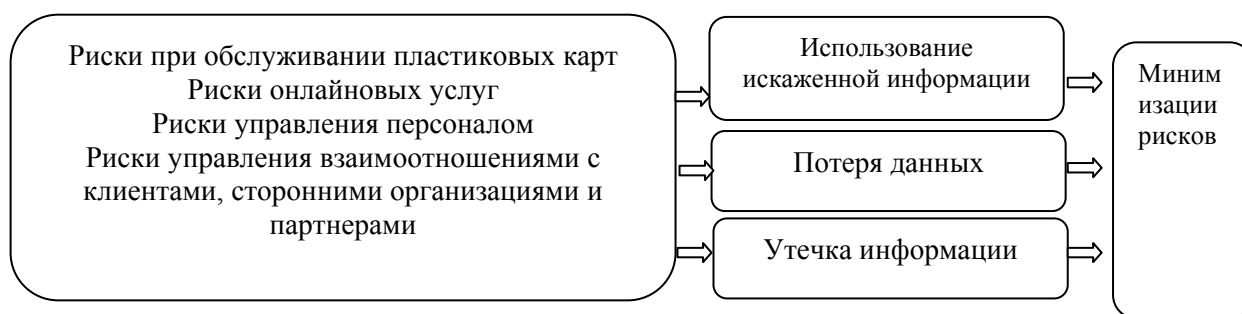 Риски при обслуживании пластиковых карт
Риски онлайновых услуг
Риски управления персоналом
Риски управления взаимоотношениями с
клиентами, сторонними организациями и
партнерами
Использование
искаженной информации
Потеря данных
Утечка информации
Миним
изации
рисков